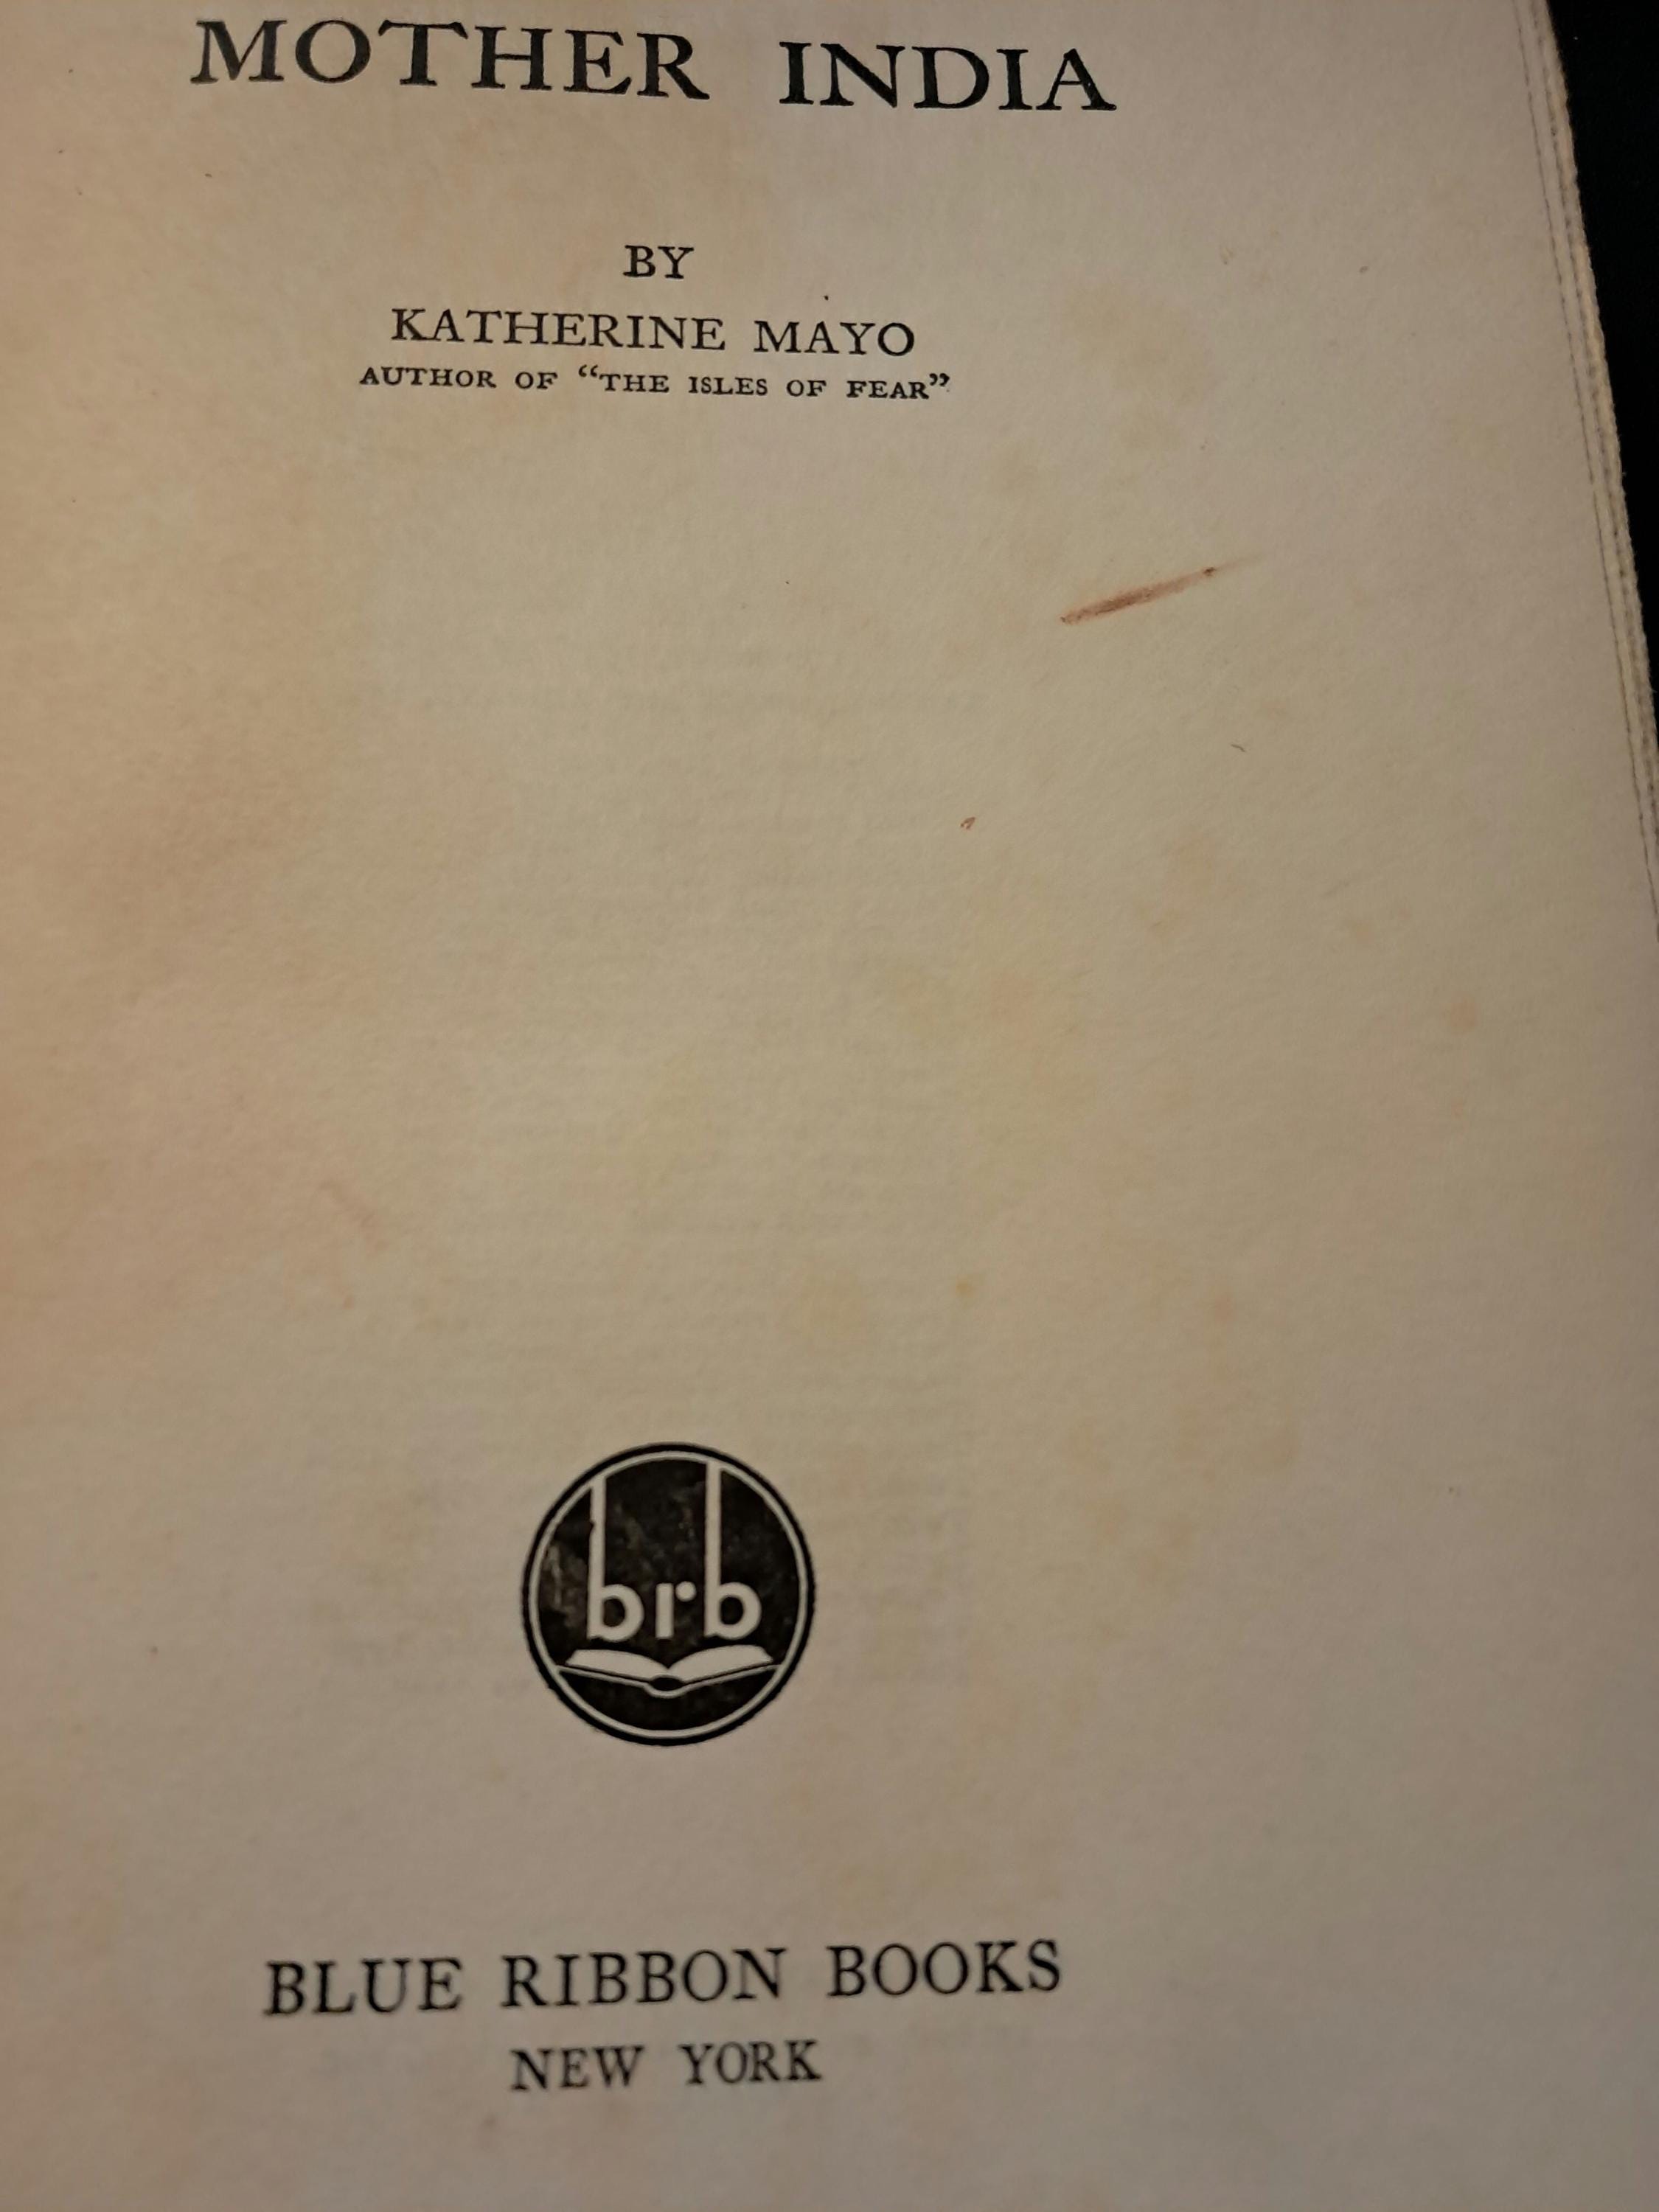 MOTHER INDIA
BY
KATHERINE MAYO
AUTHOR OF “THE ISLES OF FEAR”
brb
BLUE RIBBON BOOKS
NEW YORK